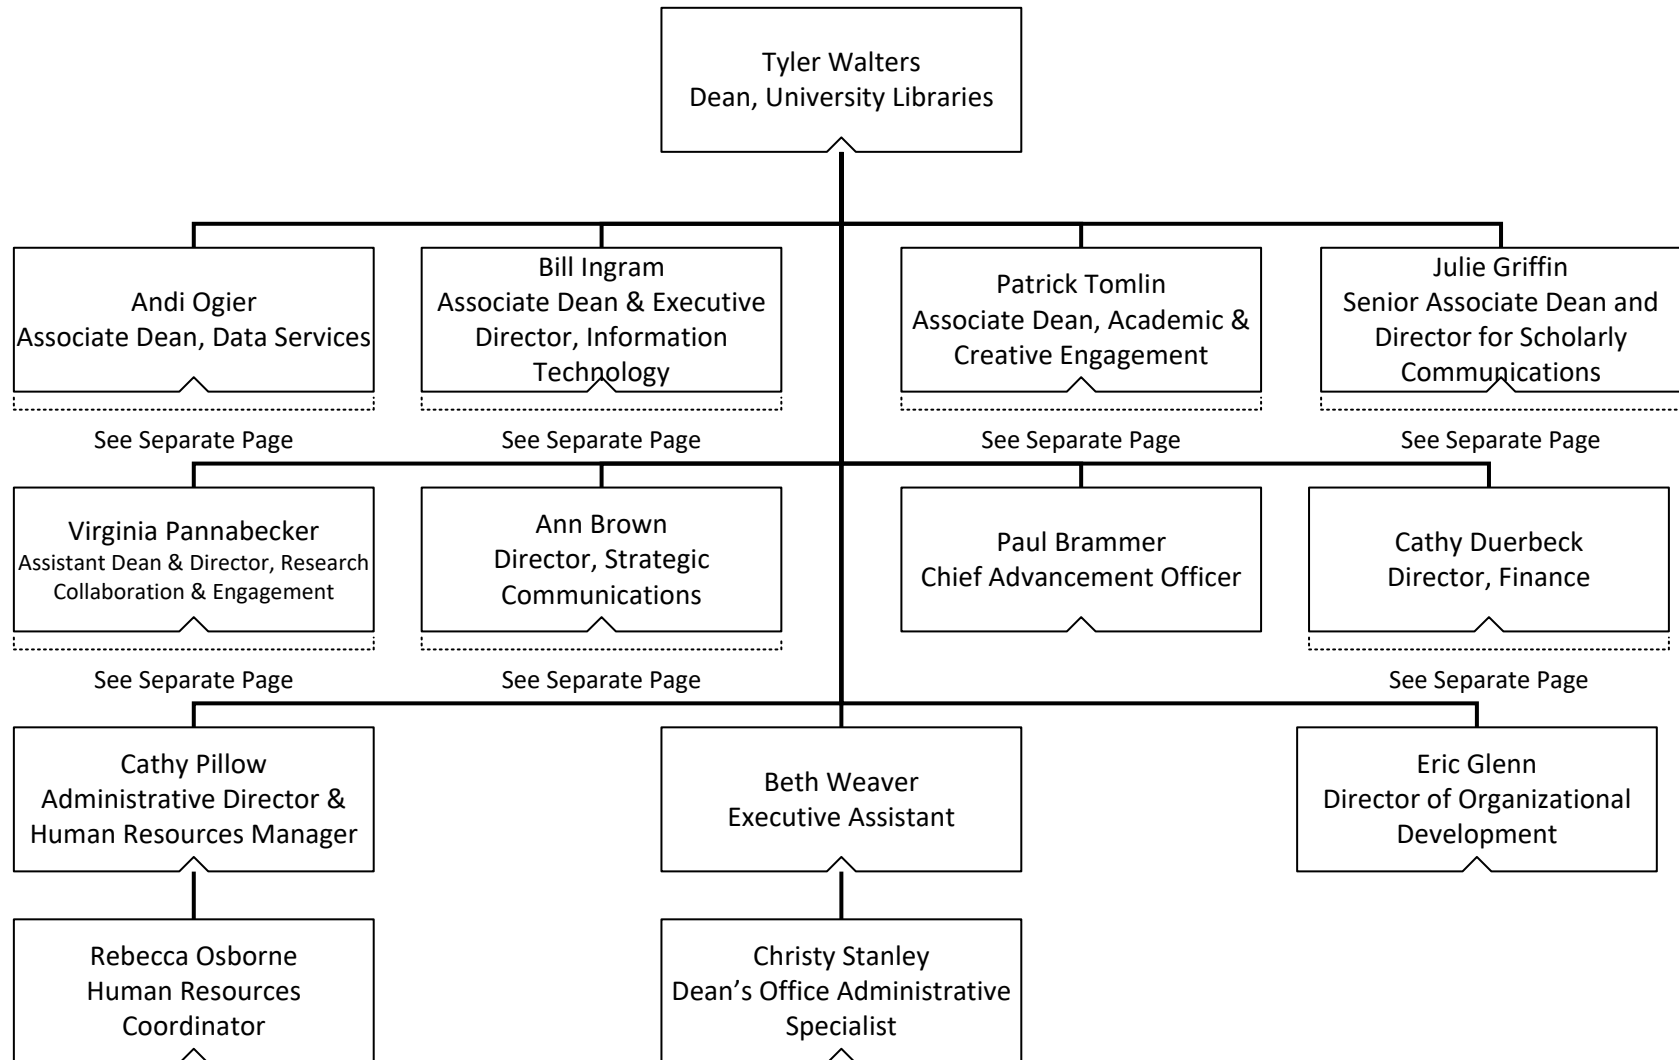 Tyler Walters
Dean, University Libraries
Andi Ogier
Associate Dean, Data Services
See Separate Page
Bill Ingram
Associate Dean & Executive
Director, Information
Technology
See Separate Page
Patrick Tomlin
Associate Dean, Academic &
Creative Engagement
See Separate Page
Julie Griffin
Senior Associate Dean and
Director for Scholarly
Communications
See Separate Page
Virginia Pannabecker
Assistant Dean & Director, Research
Collaboration & Engagement
See Separate Page
Ann Brown
Director, Strategic
Communications
See Separate Page
Paul Brammer
Chief Advancement Officer
Cathy Duerbeck
Director, Finance
See Separate Page
Cathy Pillow
Administrative Director &
Human Resources Manager
Beth Weaver
Executive Assistant
Eric Glenn
Director of Organizational
Development
Rebecca Osborne
Human Resources
Coordinator
Christy Stanley
Dean’s Office Administrative
Specialist